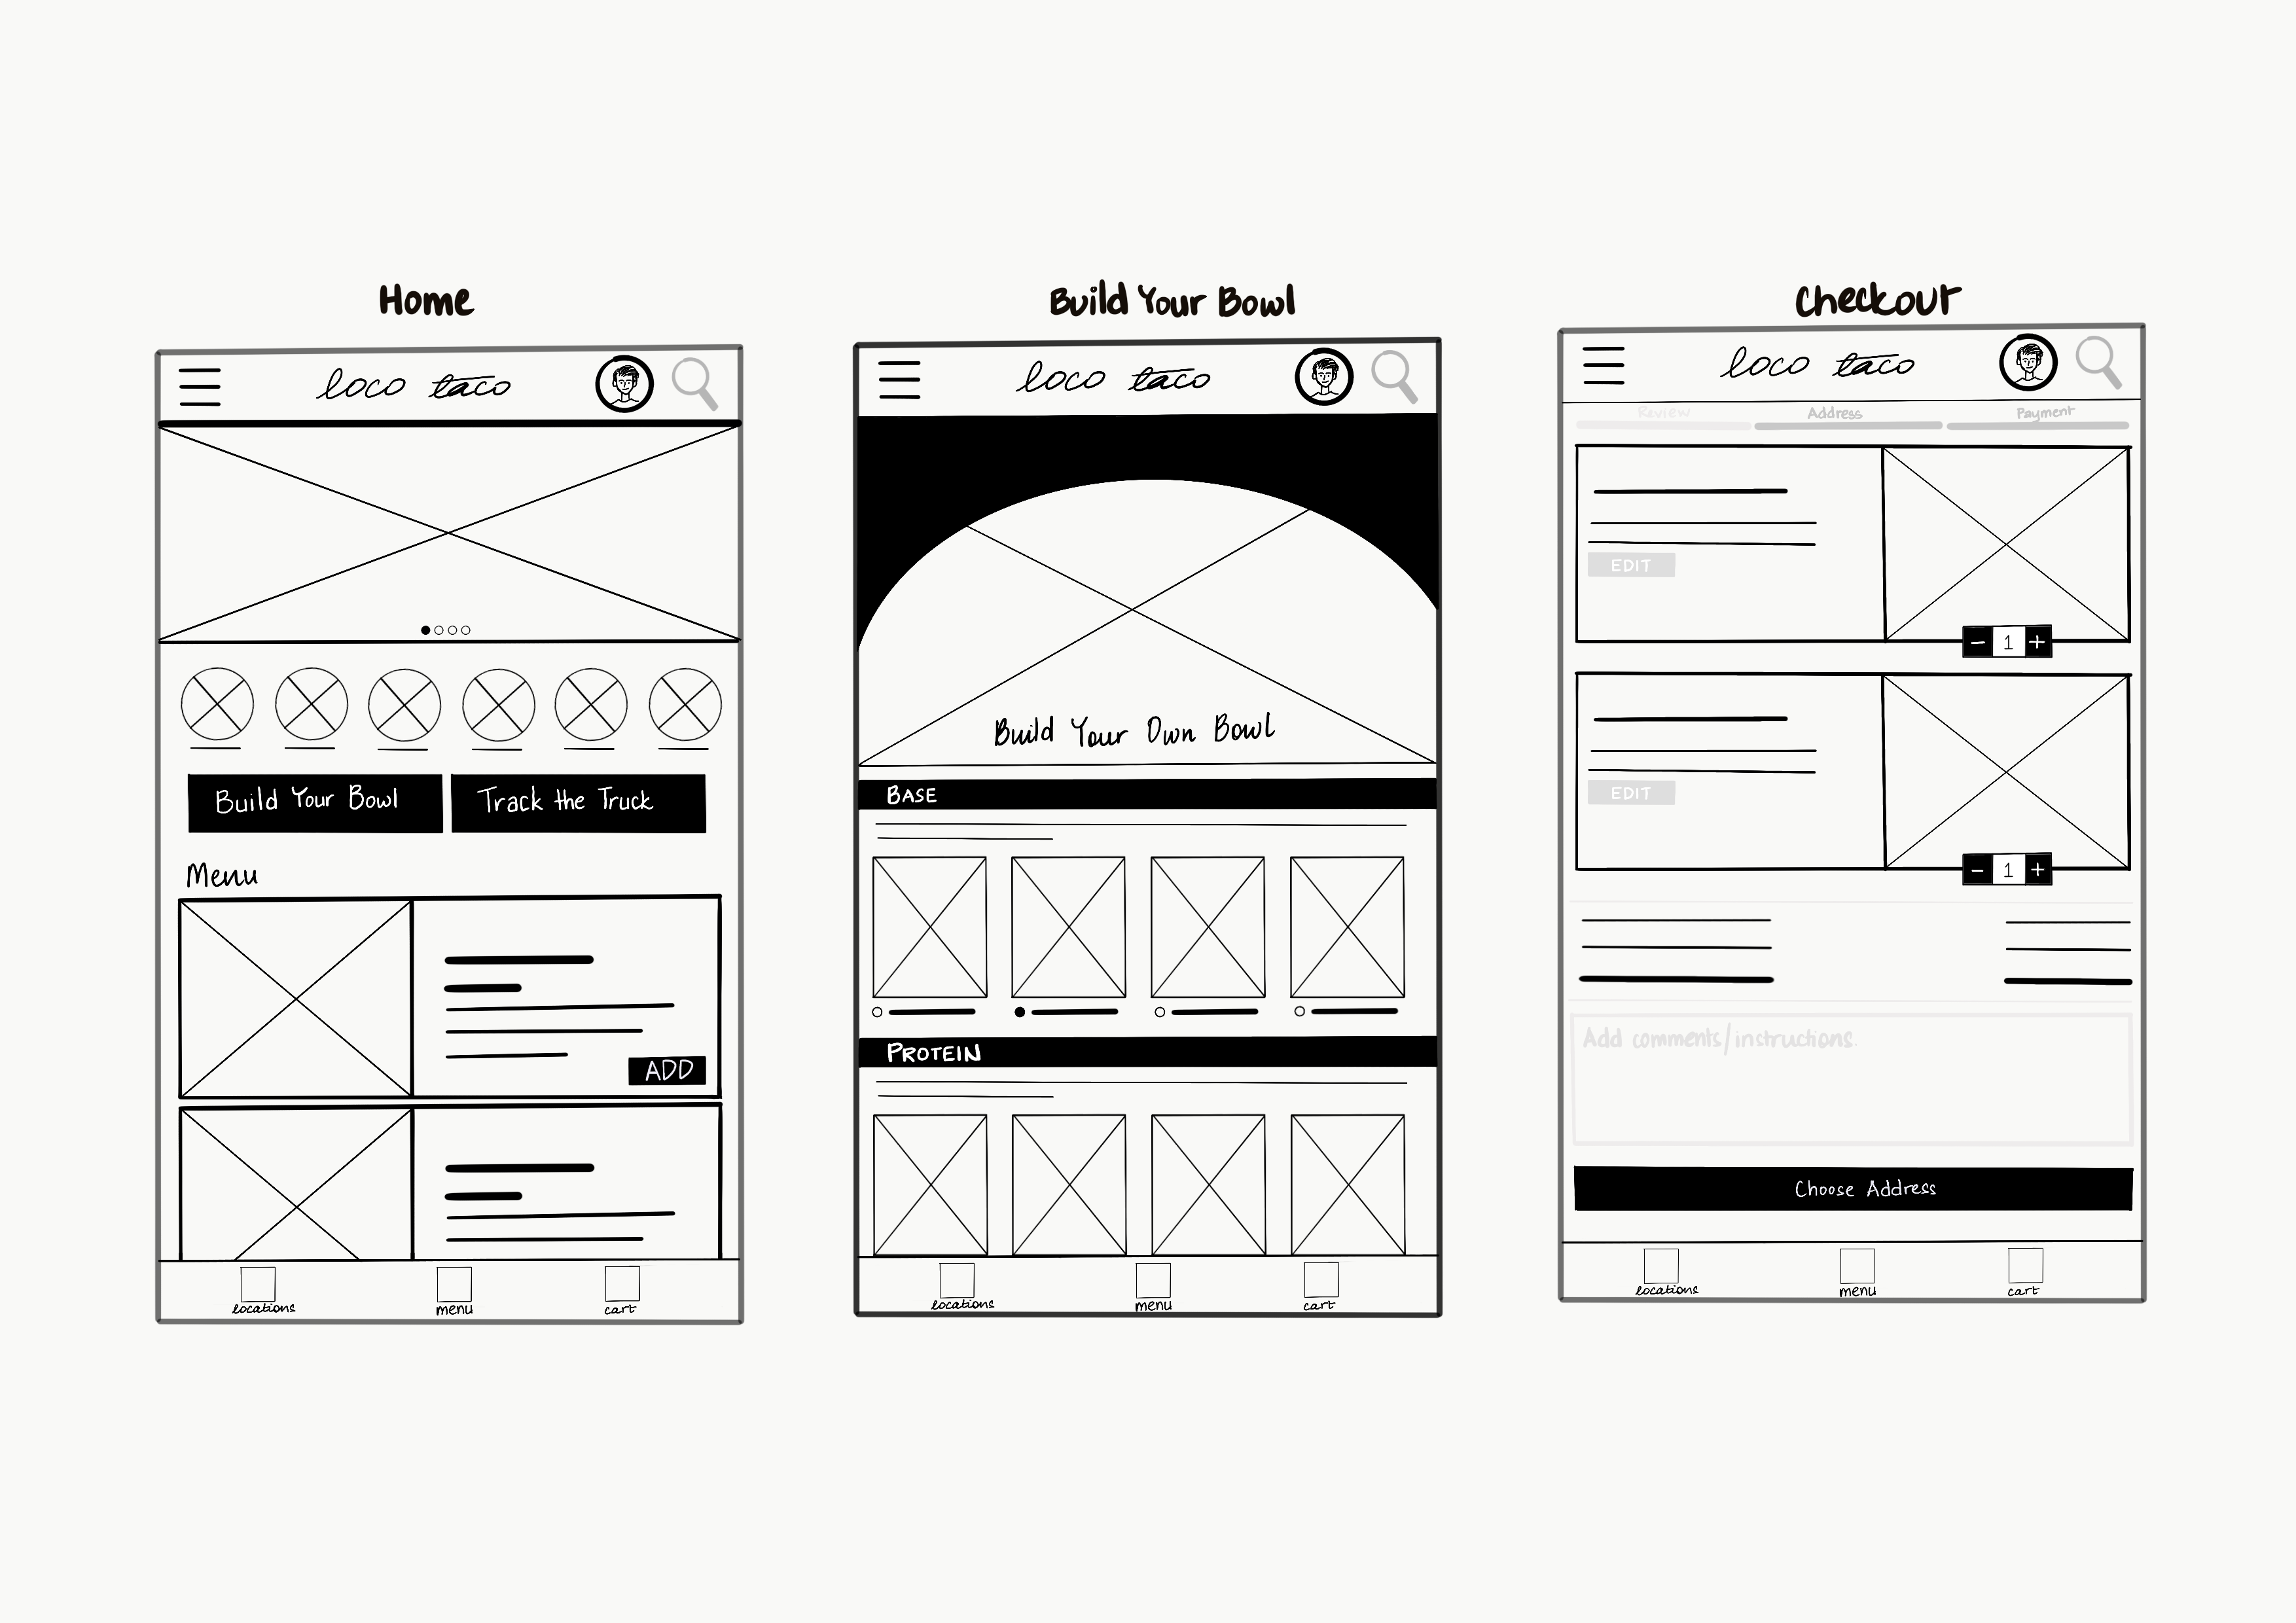 Home
loco taco
Build Your Bowl
Track the Truck
Menu
ADD
locations
menu
cart
Build Your Bowl
loco taco
Build Your Own Bowl
BASE
PROTEIN
locations
menu
cart
Checkout
loco taco
Review
Address
Payment
EDIT
- 1 +
EDIT
- 1 +
Add comments/instructions.
Choose Address
locations
menu
cart